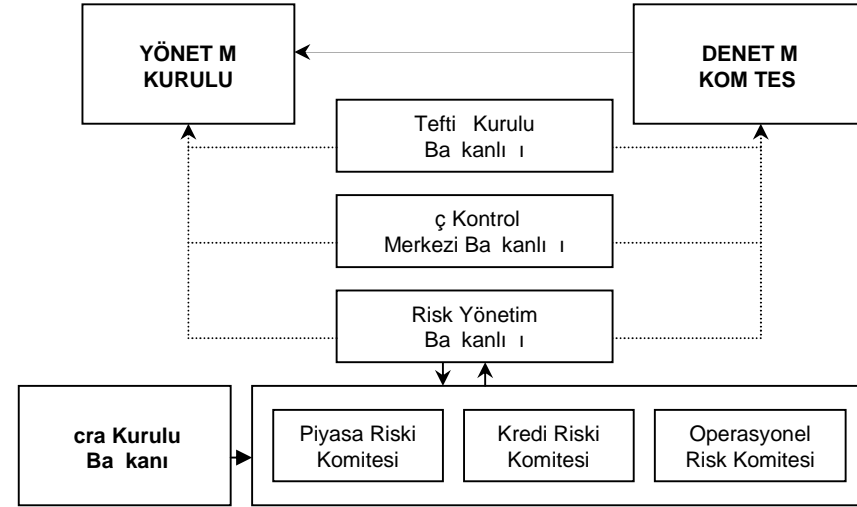 YÖNET M
KURULU
DENET M
KOM TES
Tefti Kurulu
Ba kanlı ı
ç Kontrol
Merkezi Ba kanlı ı
Risk Yönetim
Ba kanlı ı
cra Kurulu
Ba kanı
Piyasa Riski
Komitesi
Kredi Riski
Komitesi
Operasyonel
Risk Komitesi